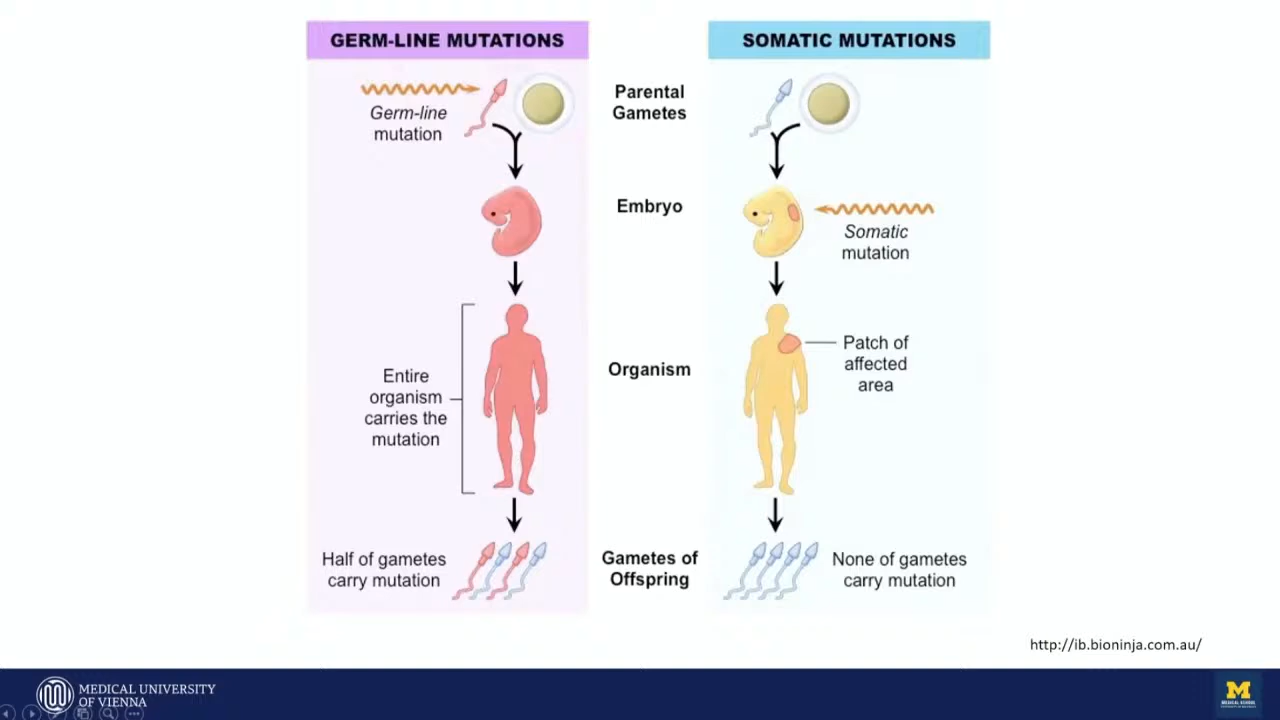 GERM-LINE MUTATIONS
SOMATIC MUTATIONS
Germ-line
mutation
Parental
Gametes
Embryo
Somatic
mutation
Entire
organism
carries the
mutation
Organism
Patch of
affected
area
Half of gametes
carry mutation
Gametes of
Offspring
None of gametes
carry mutation
http://ib.bioninja.com.au/
MEDICAL UNIVERSITY
OF VIENNA
M
MEDICAL SCHOOL